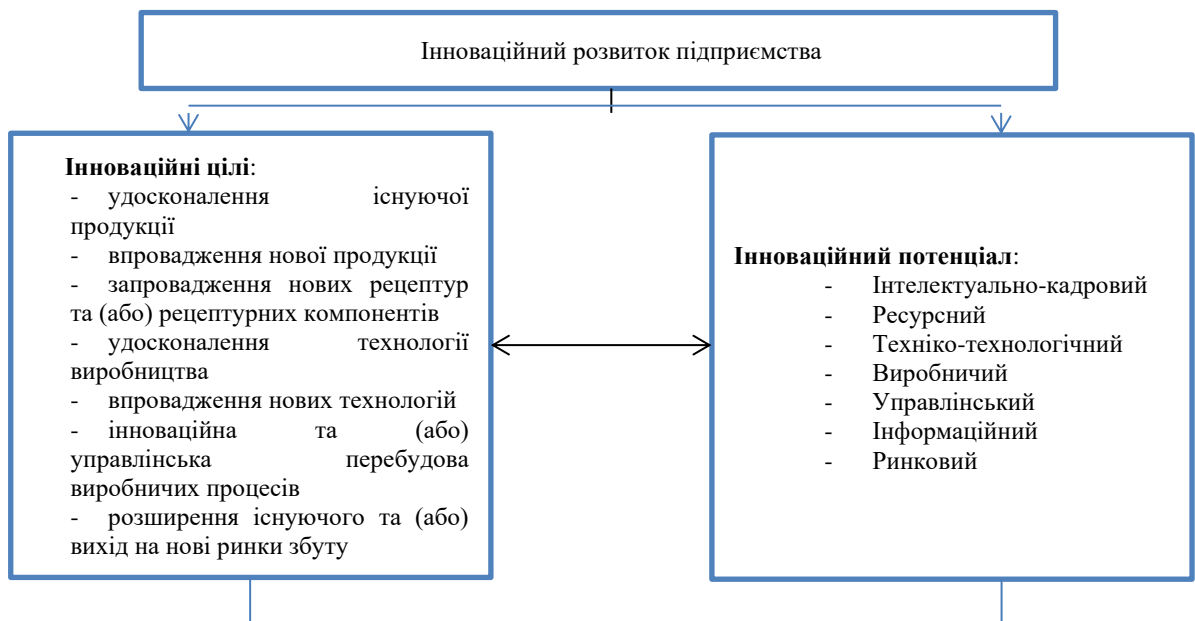 Інноваційний розвиток підприємства
Інноваційні цілі:
- удосконалення існуючої
продукції
- впровадження нової продукції
- запровадження нових рецептур
та (або) рецептурних компонентів
- удосконалення технології
виробництва
- впровадження нових технологій
- інноваційна та (або)
управлінська перебудова
виробничих процесів
- розширення існуючого та (або)
вихід на нові ринки збуту
Інноваційний потенціал:
- Інтелектуально-кадровий
- Ресурсний
- Техніко-технологічний
- Виробничий
- Управлінський
- Інформаційний
- Ринковий